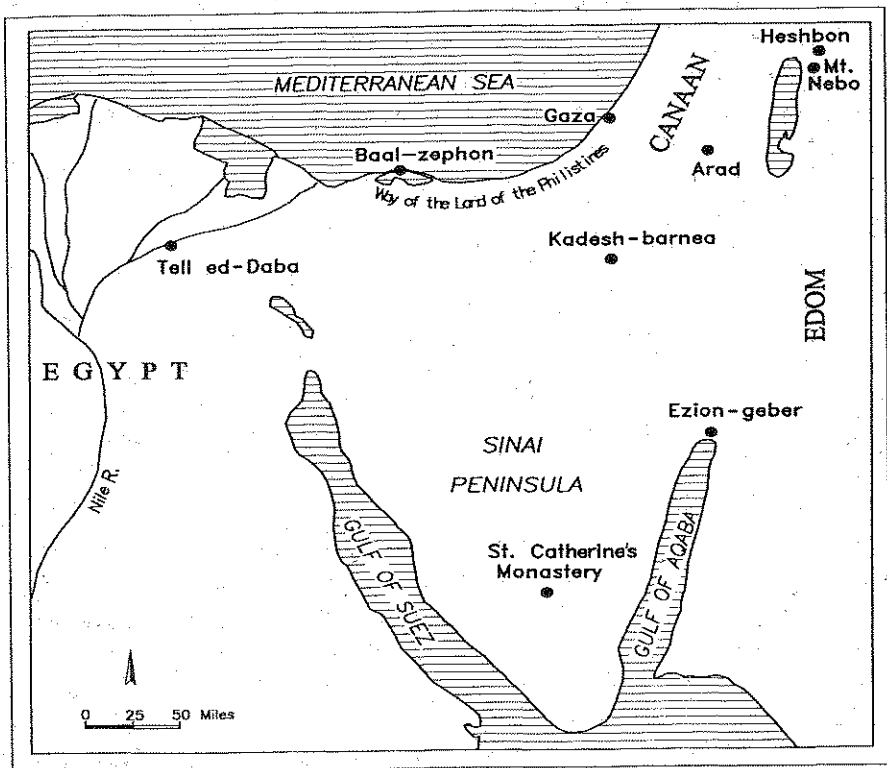 Heshbon
Mt.
Nebo
MEDITERRANEAN SEA
CANAAN
Gaza
Baal-zephon
Arad
Way of the Land of the Philistines
Kadesh-barnea
Tell ed-Daba
EDOM
EGYPT
Ezion-geber
SINAI
PENINSULA
Nile R.
GULF OF SUEZ
GULF OF AQABA
St. Catherine's
Monastery
0 25 50 Miles